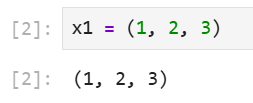 [2]: x1 = (1, 2, 3)
[2]: (1, 2, 3)